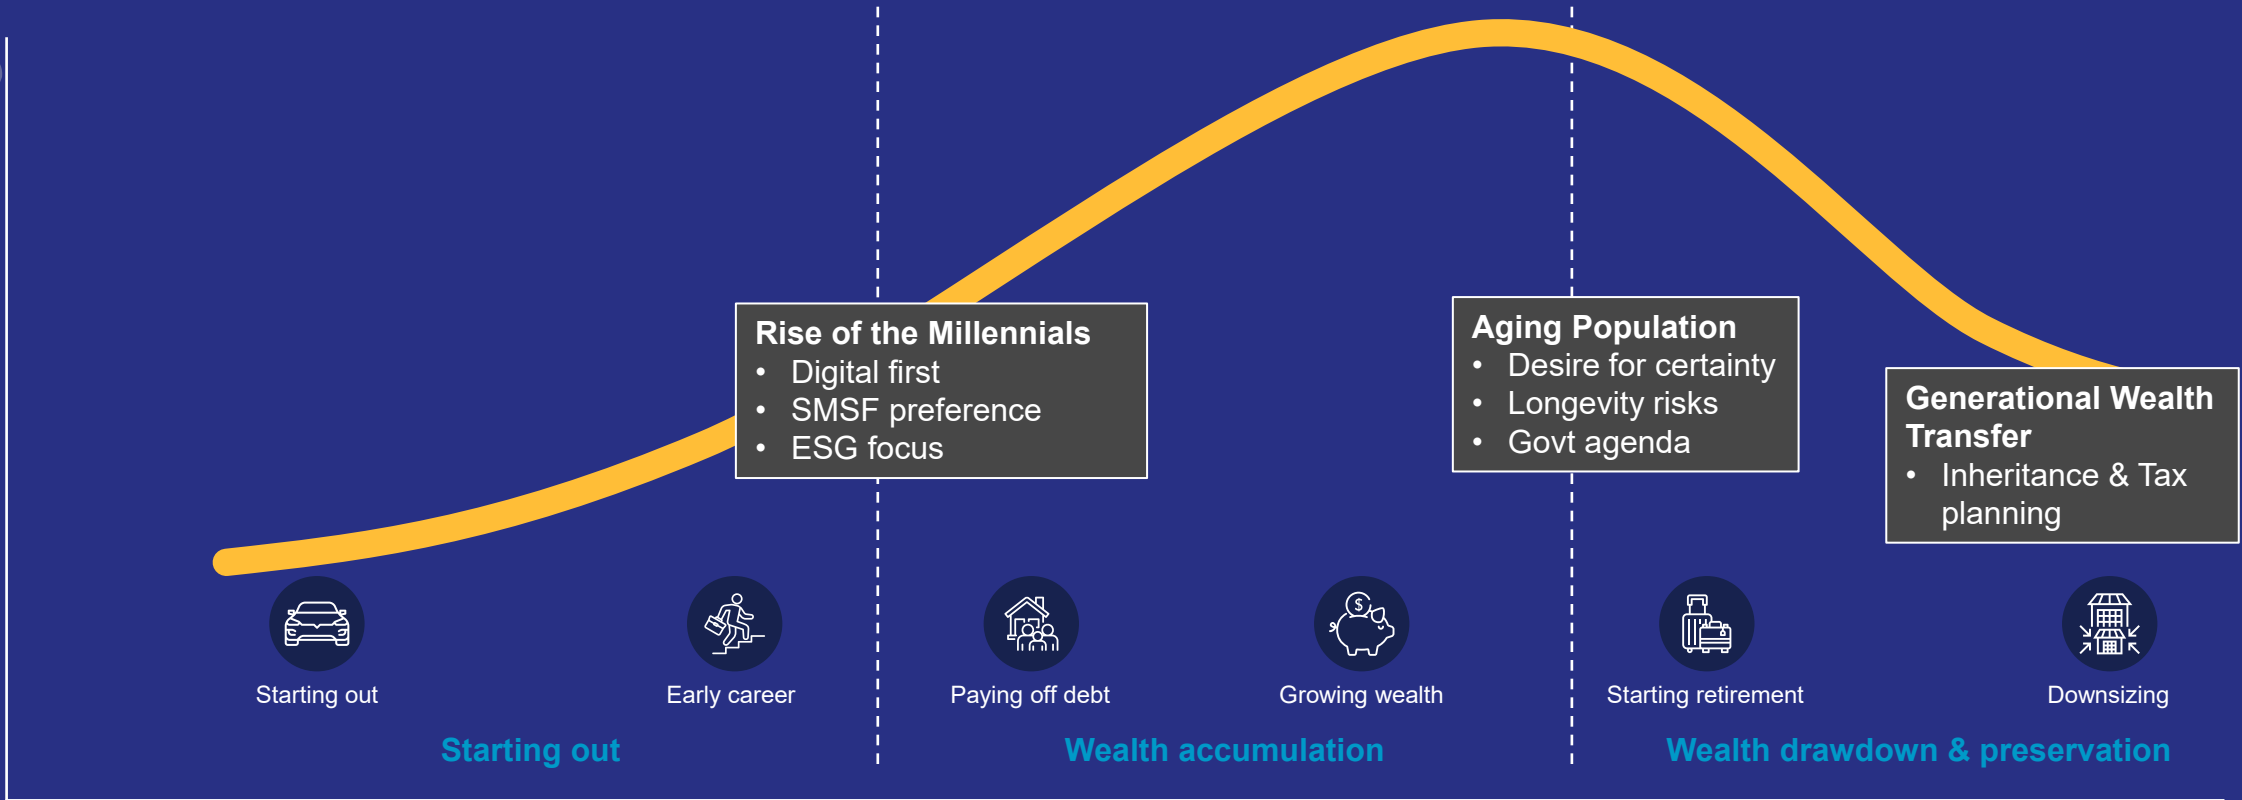 Rise of the Millennials
• Digital first
• SMSF preference
• ESG focus
Aging Population
• Desire for certainty
• Longevity risks
• Govt agenda
Generational Wealth
Transfer
• Inheritance & Tax
planning
$
Starting out
Early career
Paying off debt
Growing wealth
Starting retirement
Downsizing
Starting out
Wealth accumulation
Wealth drawdown & preservation